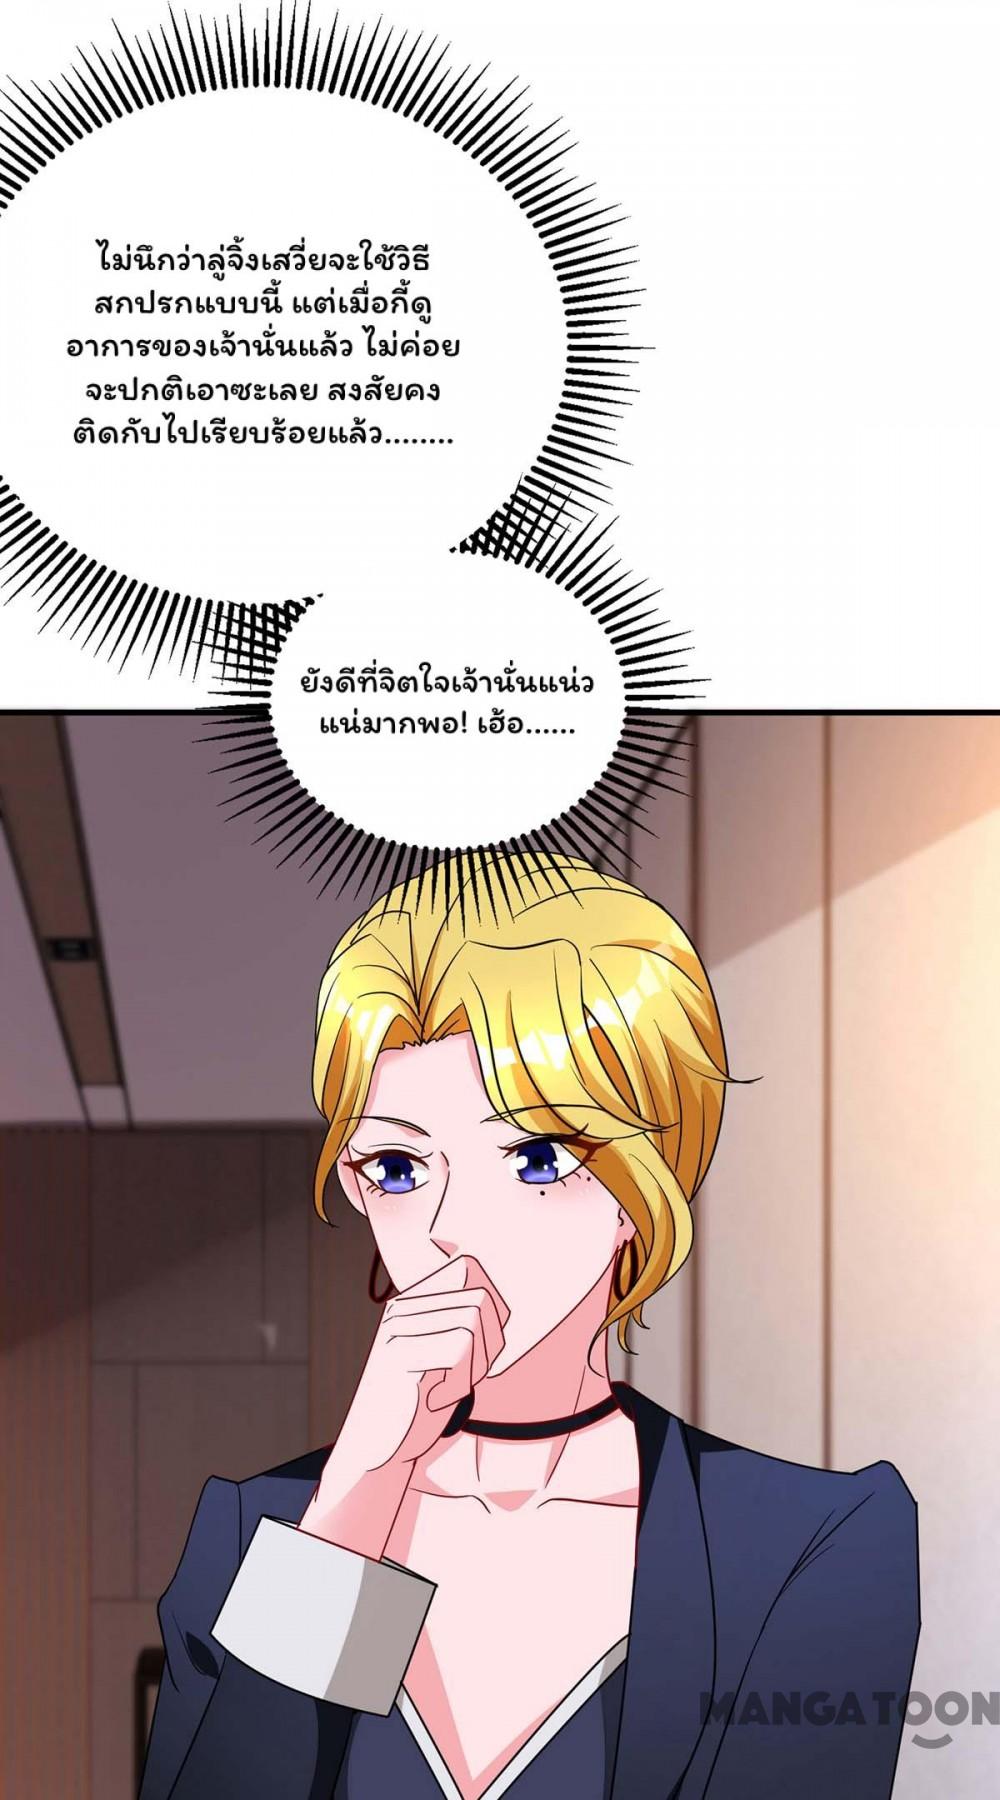 ไม่นึกว่าลู่จิ้งเสวี่ยจะใช้วิธี
สกปรกแบบนี้ แต่เมื่อกี้ดู
อาการของเจ้านั่นแล้ว ไม่ค่อย
จะปกติเอาซะเลย สงสัยคง
ติดกับไปเรียบร้อยแล้ว........
ยังดีที่จิตใจเจ้านั่นแน่ว
แน่มากพอ! เฮ้อ......
MANGATOON